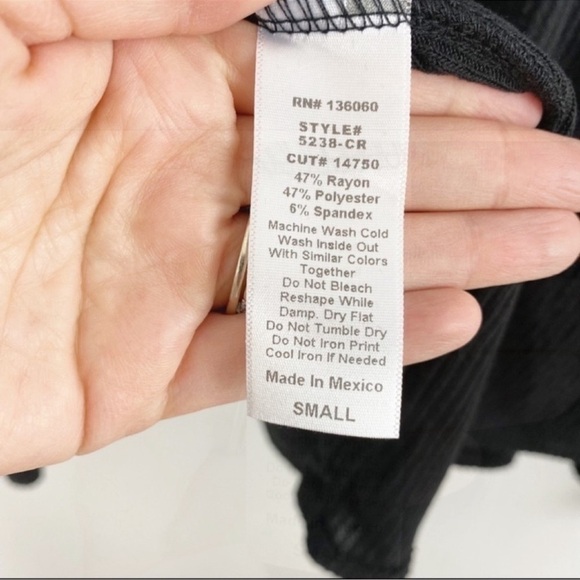 RN# 136060
STYLE#
5238-CR
CUT# 14750
47% Rayon
47% Polyester
6% Spandex
Machine Wash Cold
Wash Inside Out
With Similar Colors
Together
Do Not Bleach
Reshape While
Damp. Dry Flat
Do Not Tumble Dry
Do Not Iron Print
Cool Iron If Needed
Made In Mexico
SMALL